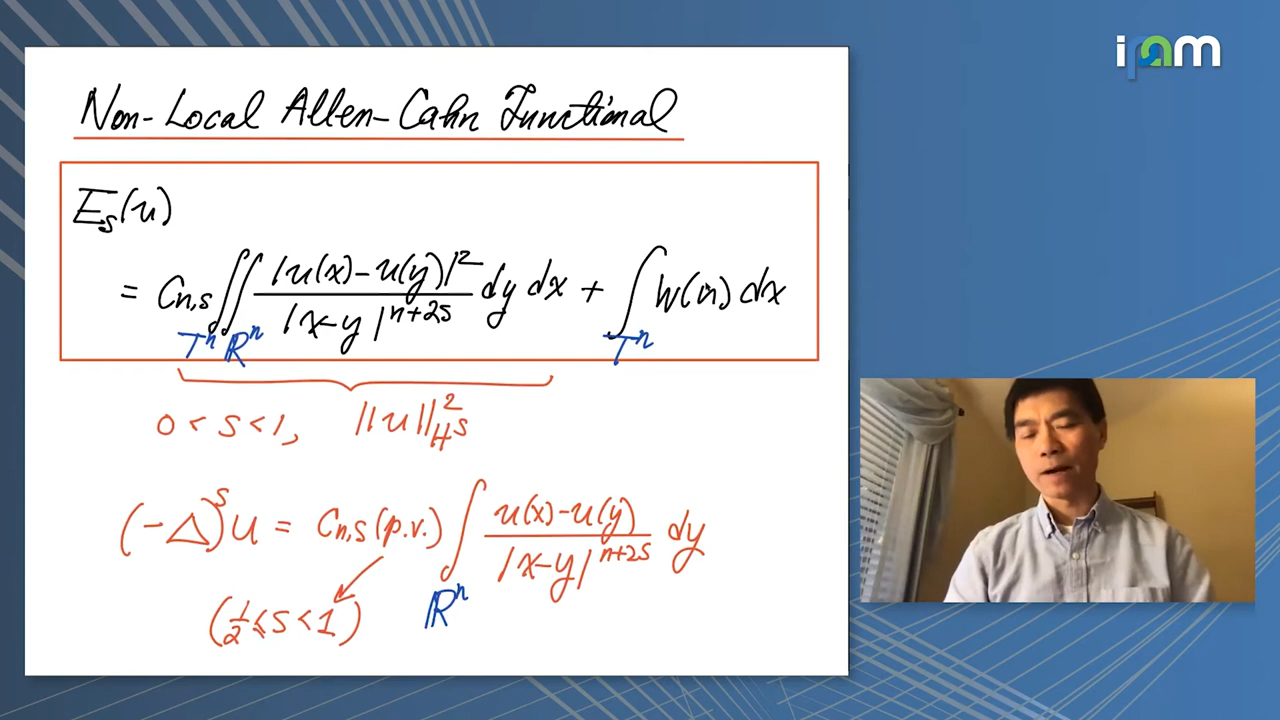 ipam
Non-Local Allen-Cahn Functional
E_s(u)
= C_{n,s} ∬_{T^n ℝ^n} |u(x)-u(y)|^2 / |x-y|^{n+2s} dy dx + ∫_{T^n} W(u) dx
0 < s < 1, ||u||^2_{H^s}
(-Δ)^s u = C_{n,s} (p.v.) ∫_{ℝ^n} u(x)-u(y) / |x-y|^{n+2s} dy
(1/2 ≤ s < 1)